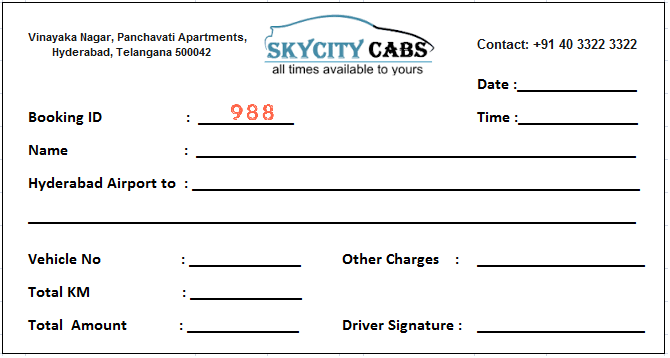 Vinayaka Nagar, Panchavati Apartments,
Hyderabad, Telangana 500042
SKYCITY CABS
all times available to yours
Contact: +91 40 3322 3322
Date :
Booking ID : 988
Time :
Name :
Hyderabad Airport to :
Vehicle No :
Other Charges :
Total KM :
Total Amount :
Driver Signature :